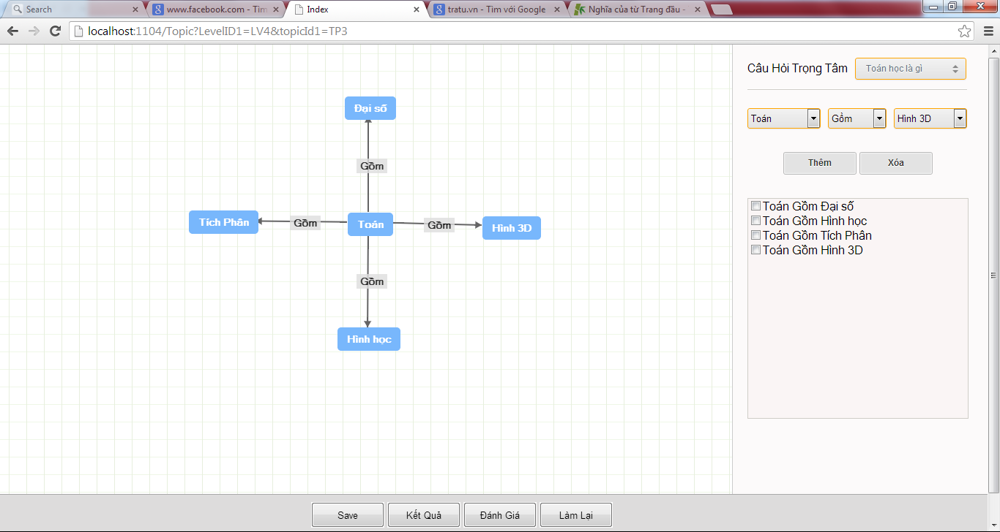 Search
www.facebook.com - Tìm
Index
tratu.vn - Tìm với Google
Nghĩa của từ Trang đầu -
localhost:1104/Topic?LevelID1=LV4&topicId1=TP3
Câu Hỏi Trọng Tâm
Toán học là gì
Toán
Gồm
Hình 3D
Thêm
Xóa
Toán Gồm Đại số
Toán Gồm Hình học
Toán Gồm Tích Phân
Toán Gồm Hình 3D
Đại số
Gồm
Tích Phân
Gồm
Toán
Gồm
Hình 3D
Gồm
Hình học
Save
Kết Quả
Đánh Giá
Làm Lại